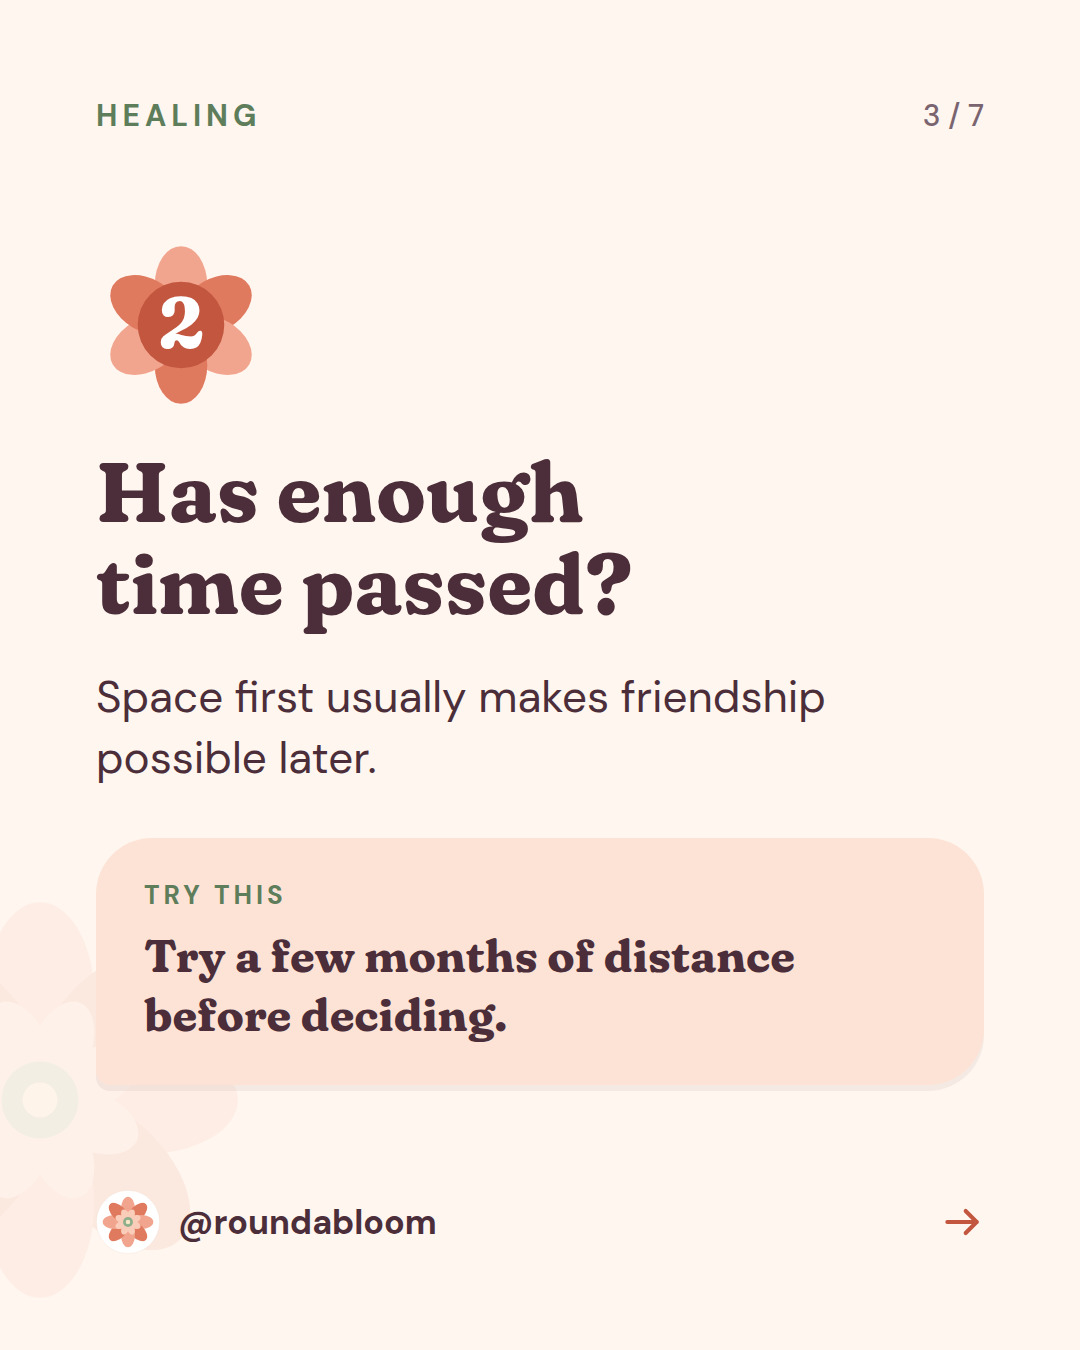 HEALING
3 / 7
2
Has enough
time passed?
Space first usually makes friendship
possible later.
TRY THIS
Try a few months of distance
before deciding.
@roundabloom